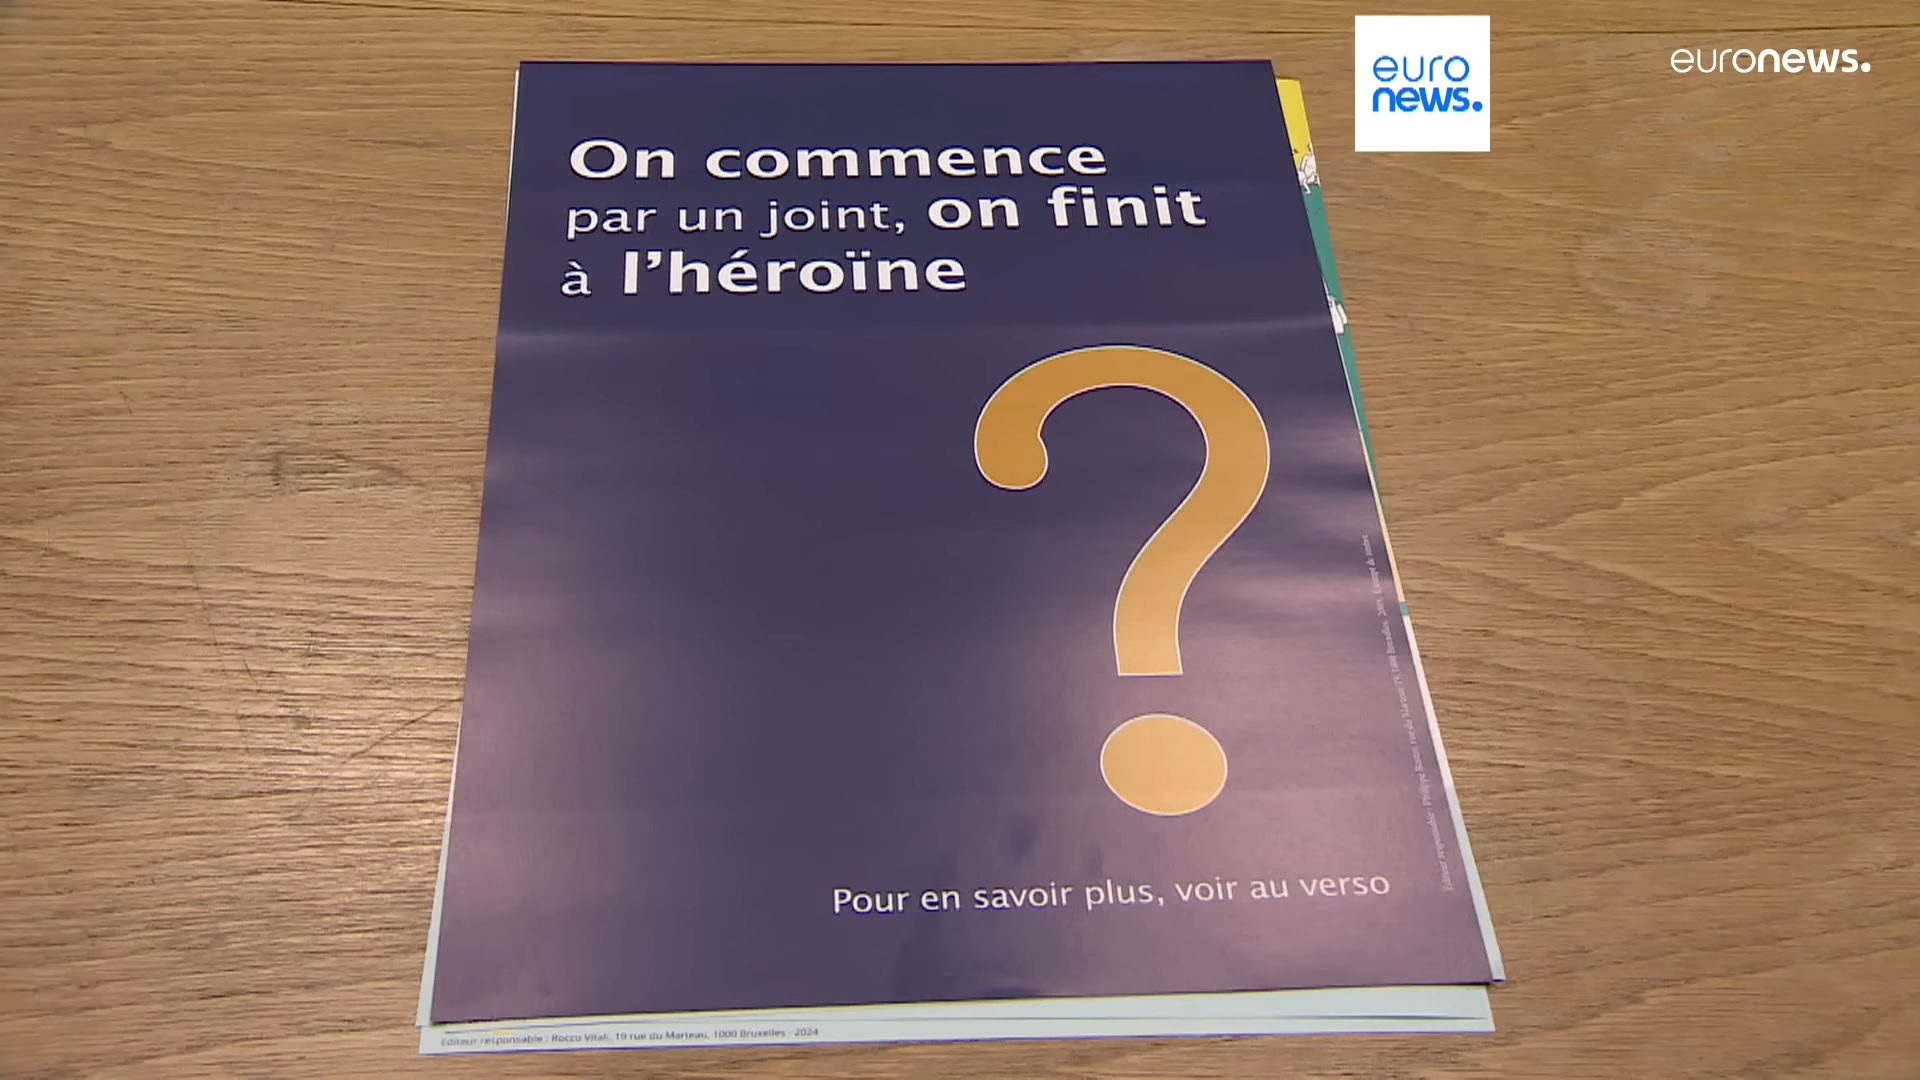 euro
news.
euronews.
On commence
par un joint, on finit
à l'héroïne
?
Pour en savoir plus, voir au verso
Editeur responsable : Rocco Vitali, 19 rue du Marteau, 1000 Bruxelles - 2024